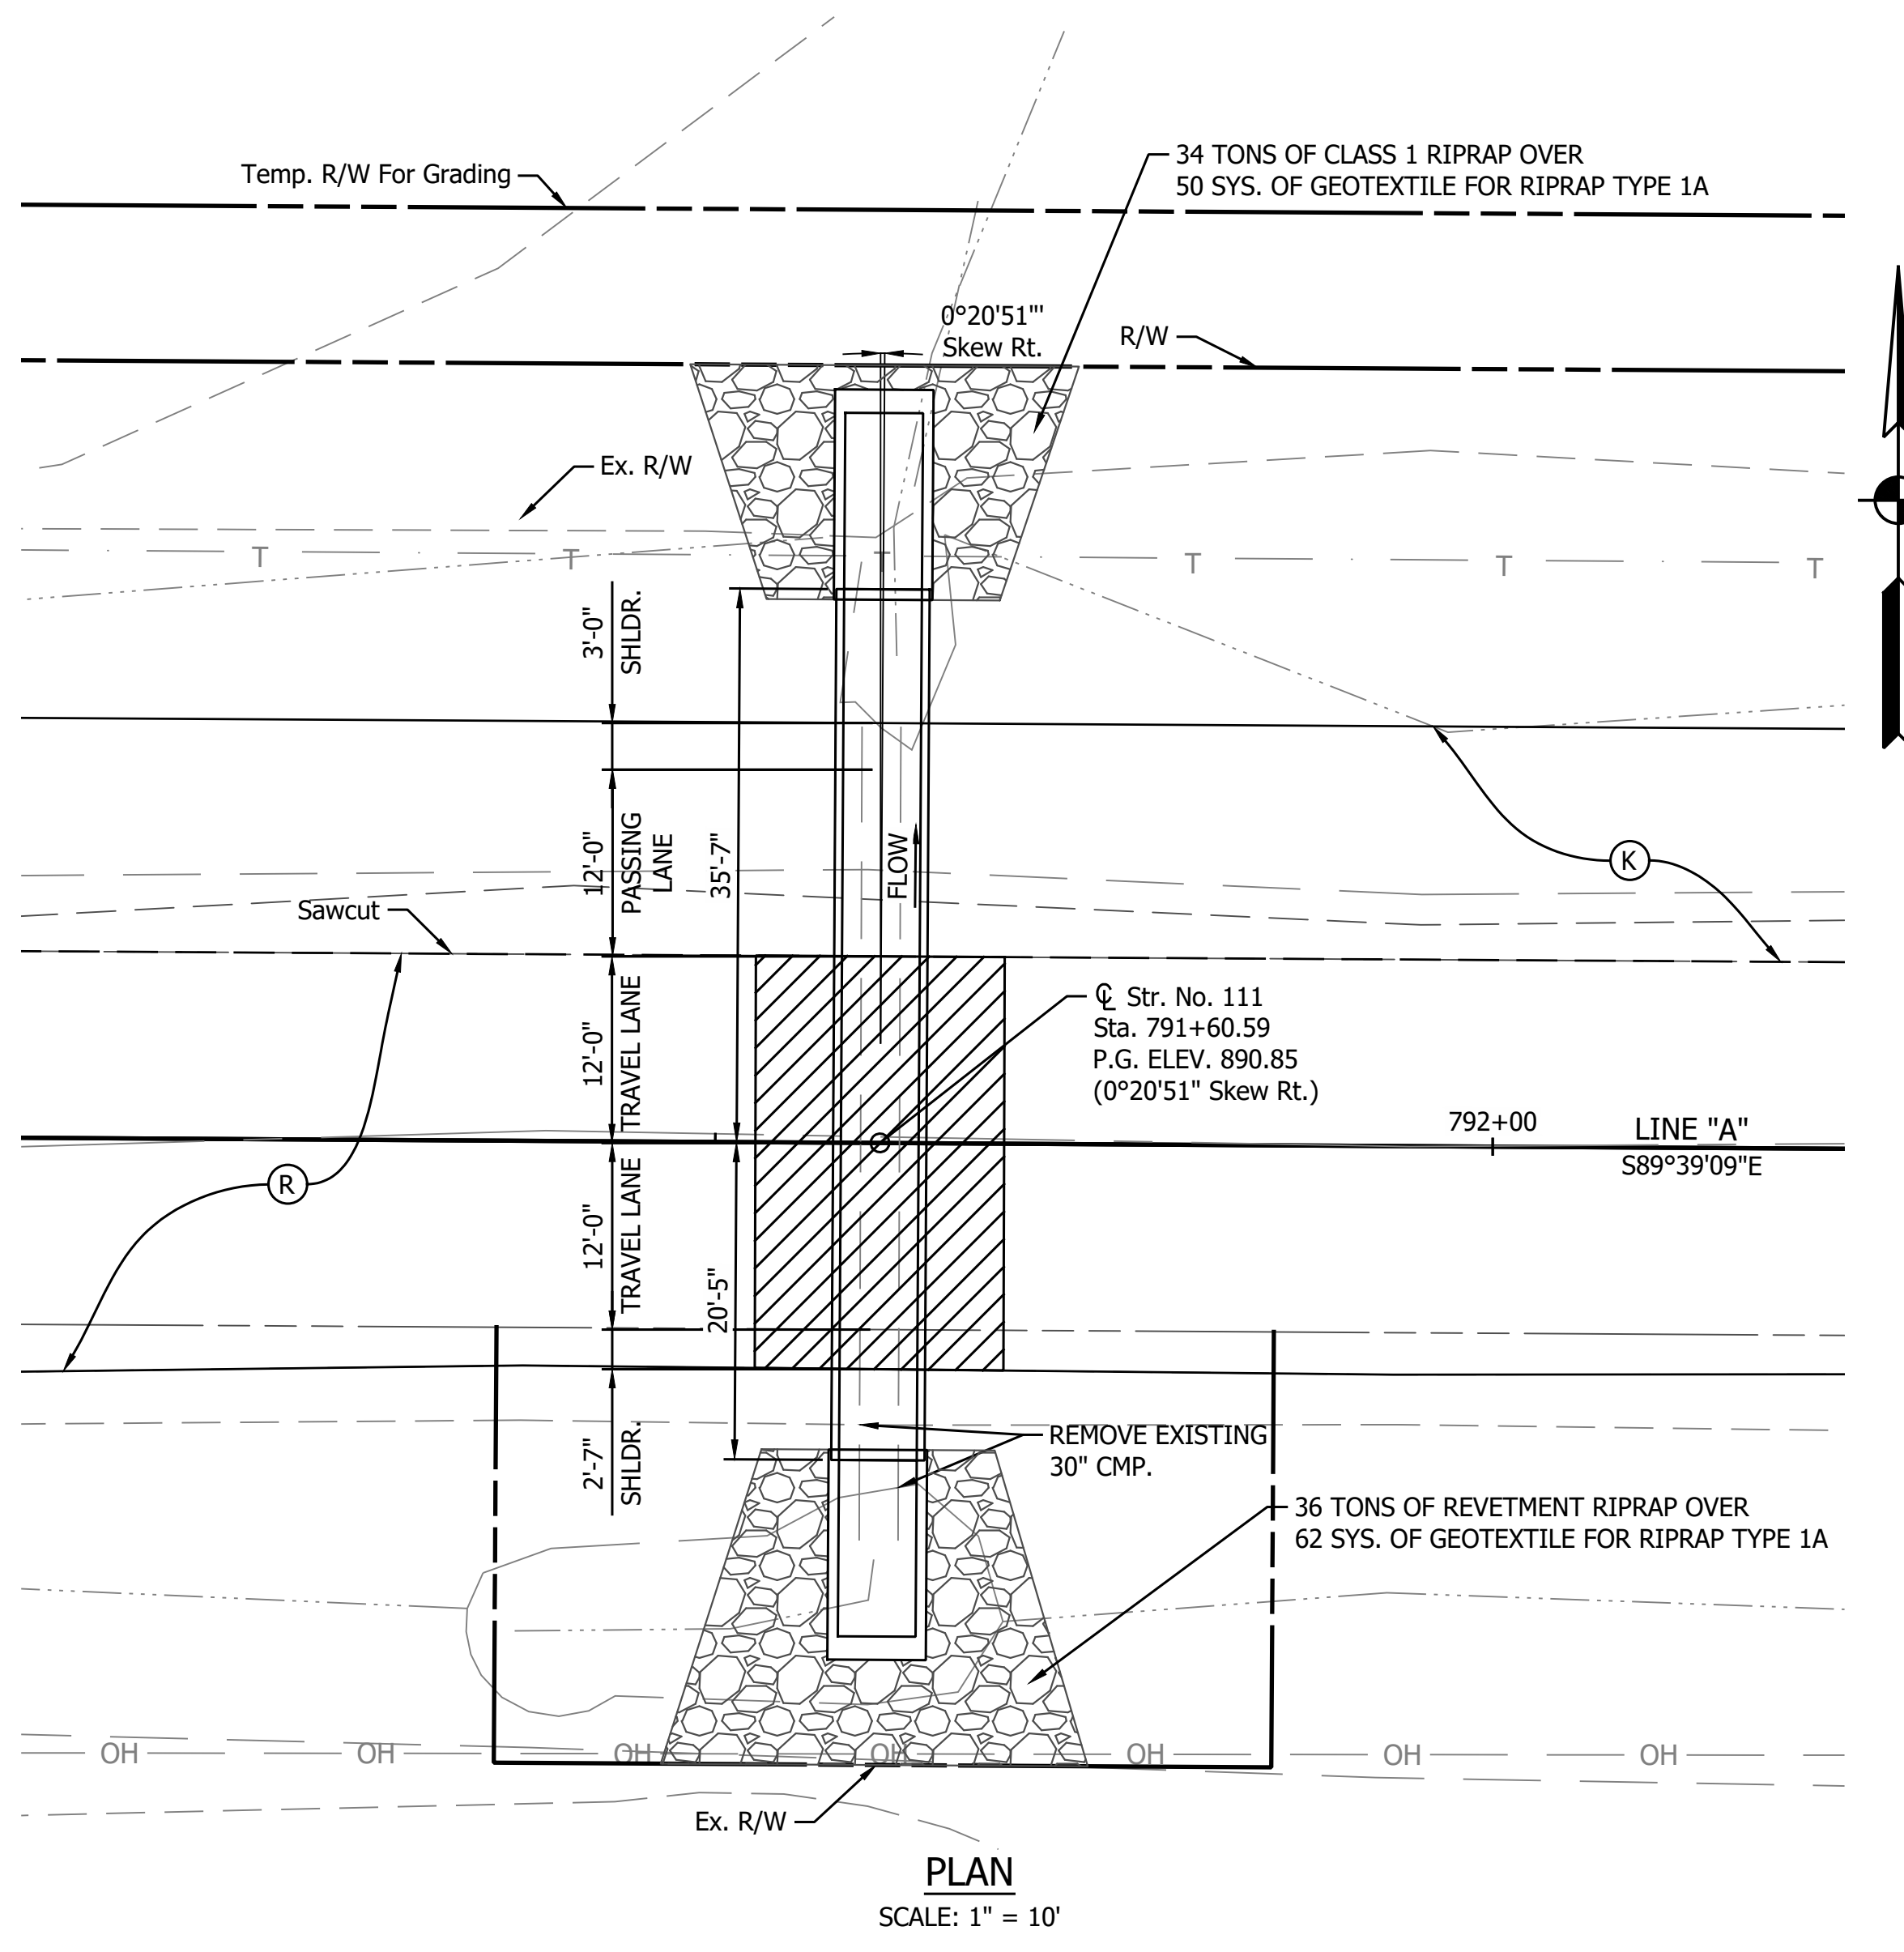 34 TONS OF CLASS 1 RIPRAP OVER
50 SYS. OF GEOTEXTILE FOR RIPRAP TYPE 1A
Temp. R/W For Grading
0°20'51'"
Skew Rt.
R/W
Ex. R/W
T
T
T
T
T
T
3'-0"
SHLDR.
12'-0"
PASSING
LANE
35'-7"
FLOW
K
Sawcut
12'-0"
TRAVEL LANE
℄ Str. No. 111
Sta. 791+60.59
P.G. ELEV. 890.85
(0°20'51" Skew Rt.)
792+00
LINE "A"
S89°39'09"E
R
12'-0"
TRAVEL LANE
20'-5"
2'-7"
SHLDR.
REMOVE EXISTING
30" CMP.
36 TONS OF REVETMENT RIPRAP OVER
62 SYS. OF GEOTEXTILE FOR RIPRAP TYPE 1A
OH
OH
OH
OH
OH
OH
OH
Ex. R/W
PLAN
SCALE: 1" = 10'